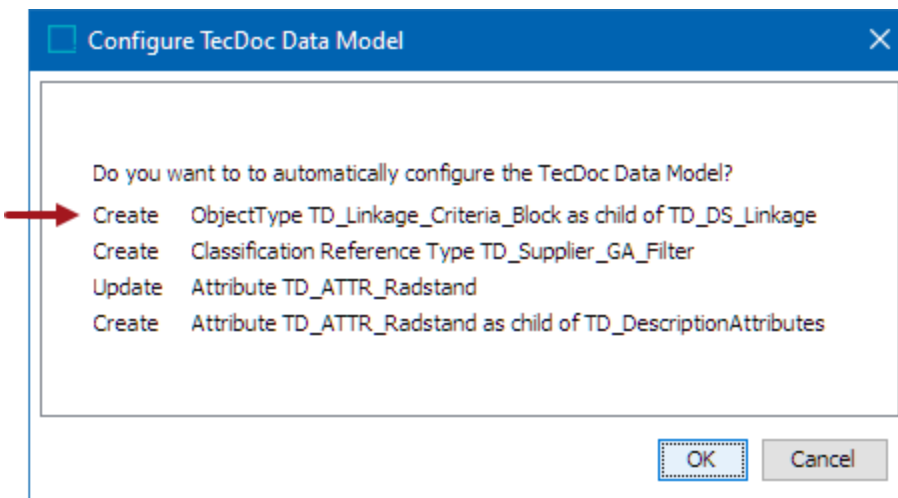 Configure TecDoc Data Model
Do you want to to automatically configure the TecDoc Data Model?
Create ObjectType TD_Linkage_Criteria_Block as child of TD_DS_Linkage
Create Classification Reference Type TD_Supplier_GA_Filter
Update Attribute TD_ATTR_Radstand
Create Attribute TD_ATTR_Radstand as child of TD_DescriptionAttributes
OK Cancel